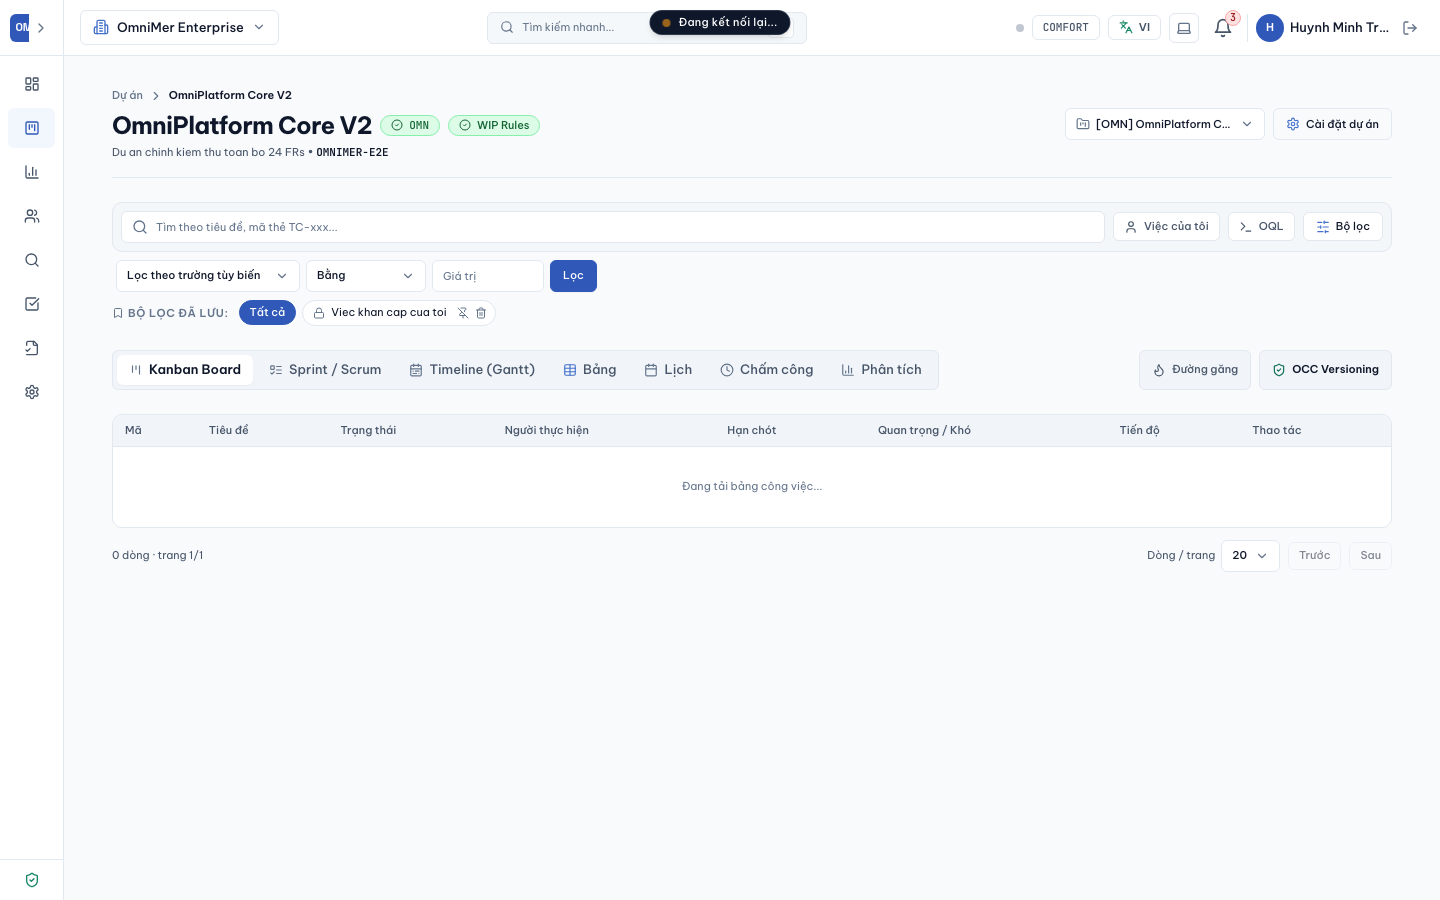 OmniMer Enterprise
Tìm kiếm nhanh...
Đang kết nối lại...
COMFORT
VI
3
H
Huynh Minh Tr...
Dự án
OmniPlatform Core V2
OmniPlatform Core V2
OMN
WIP Rules
[OMN] OmniPlatform C...
Cài đặt dự án
Du an chinh kiem thu toan bo 24 FRs • OMNIMER-E2E
Tìm theo tiêu đề, mã thẻ TC-xxx...
Việc của tôi
OQL
Bộ lọc
Lọc theo trường tùy biến
Bằng
Giá trị
Lọc
BỘ LỌC ĐÃ LƯU:
Tất cả
Viec khan cap cua toi
Kanban Board
Sprint / Scrum
Timeline (Gantt)
Bảng
Lịch
Chấm công
Phân tích
Đường găng
OCC Versioning
Mã
Tiêu đề
Trạng thái
Người thực hiện
Hạn chót
Quan trọng / Khó
Tiến độ
Thao tác
Đang tải bảng công việc...
0 dòng · trang 1/1
Dòng / trang
20
Trước
Sau